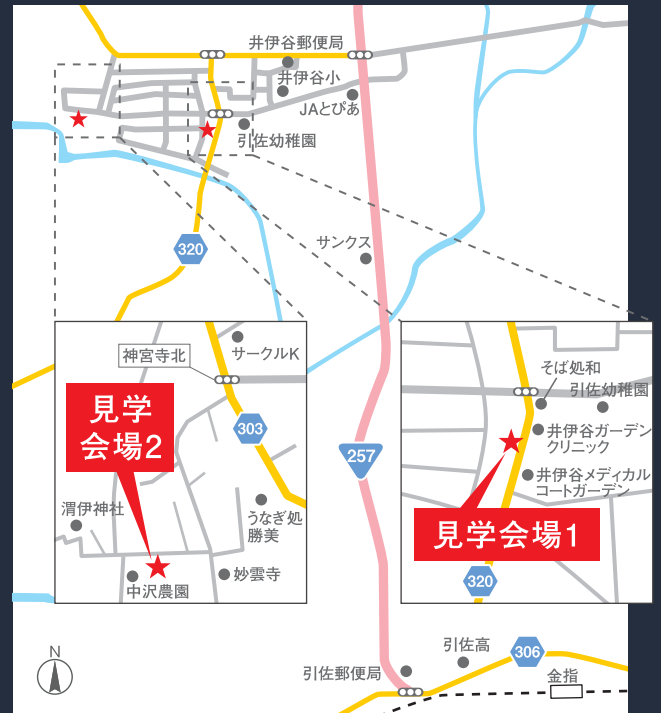 井伊谷郵便局
井伊谷小
JAとぴあ
引佐幼稚園
320
サンクス
サークルK
神宮寺北
見学
会場2
303
渭伊神社
うなぎ処
勝美
中沢農園
妙雲寺
257
そば処和
引佐幼稚園
井伊谷ガーデン
クリニック
井伊谷メディカル
コートガーデン
見学会場1
320
N
引佐郵便局
引佐高
306
金指